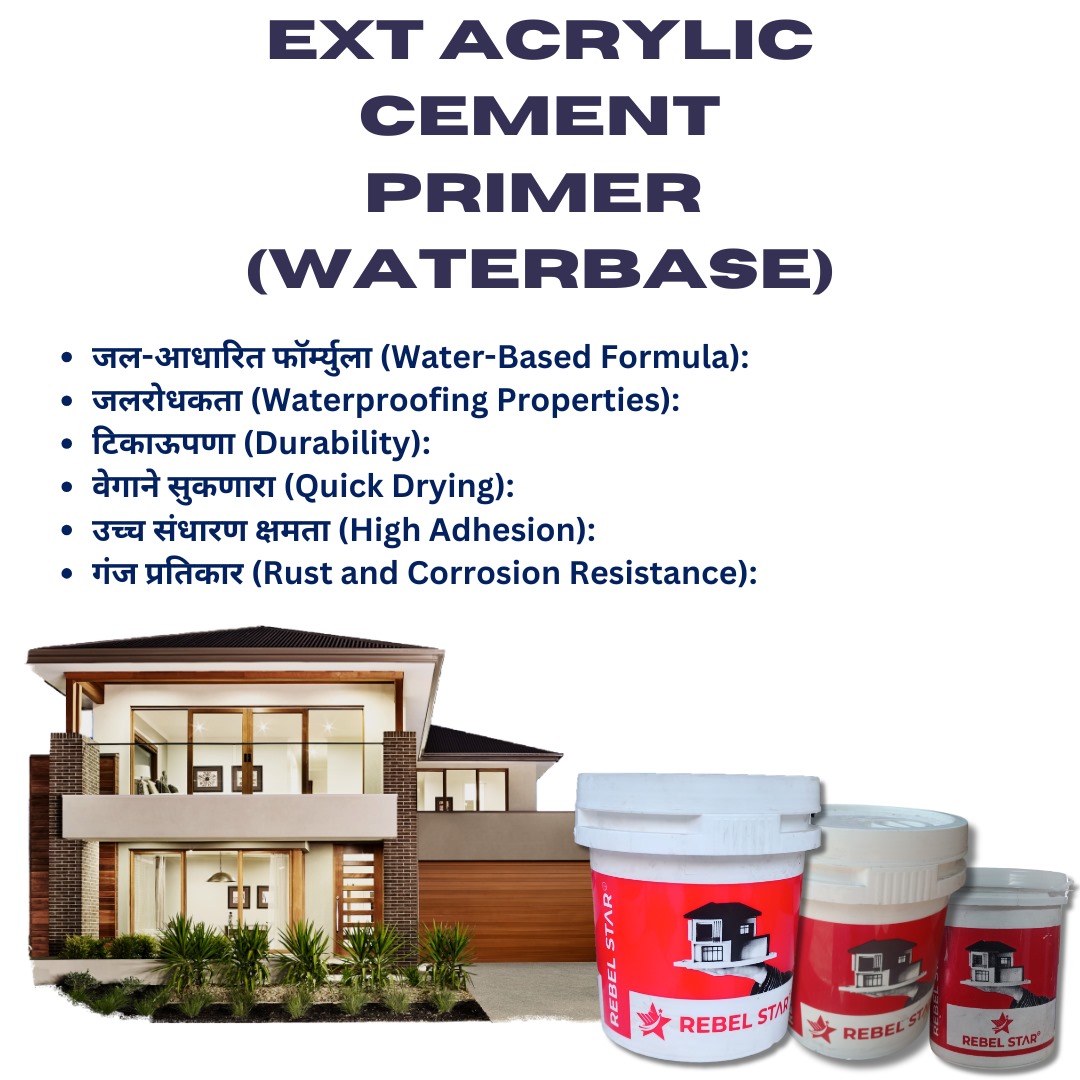 EXT ACRYLIC
CEMENT
PRIMER
(WATERBASE)
• जल-आधारित फॉर्म्युला (Water-Based Formula):
• जलरोधकता (Waterproofing Properties):
• टिकाऊपणा (Durability):
• वेगाने सुकणारा (Quick Drying):
• उच्च संधारण क्षमता (High Adhesion):
• गंज प्रतिकार (Rust and Corrosion Resistance):
REBEL STAR
REBEL STAR
REBEL STAR
REBEL STAR